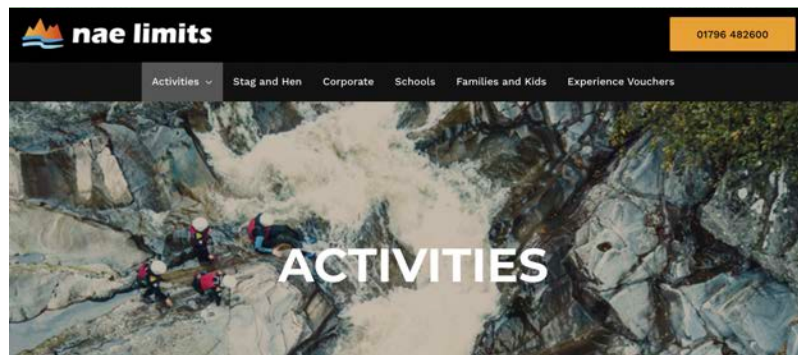 nae limits
01796 482600
Activities Stag and Hen Corporate Schools Families and Kids Experience Vouchers
ACTIVITIES